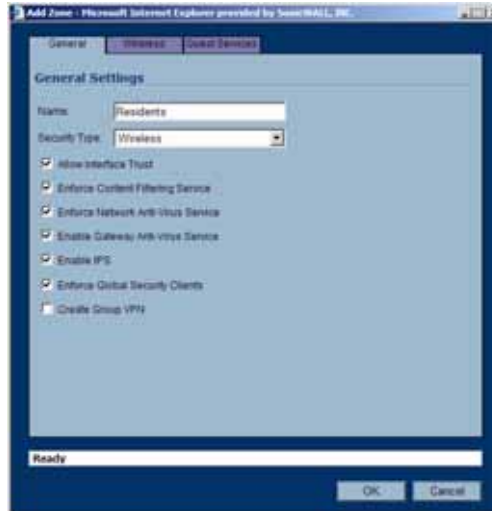 Add Zone - Microsoft Internet Explorer provided by SonicWALL, INC.
General Wireless Guest Services
General Settings
Name: Residents
Security Type: Wireless
Allow Interface Trust
Enforce Content Filtering Service
Enforce Network Anti-Virus Service
Enable Gateway Anti-Virus Service
Enable IPS
Enforce Global Security Clients
Create Group VPN
Ready
OK Cancel